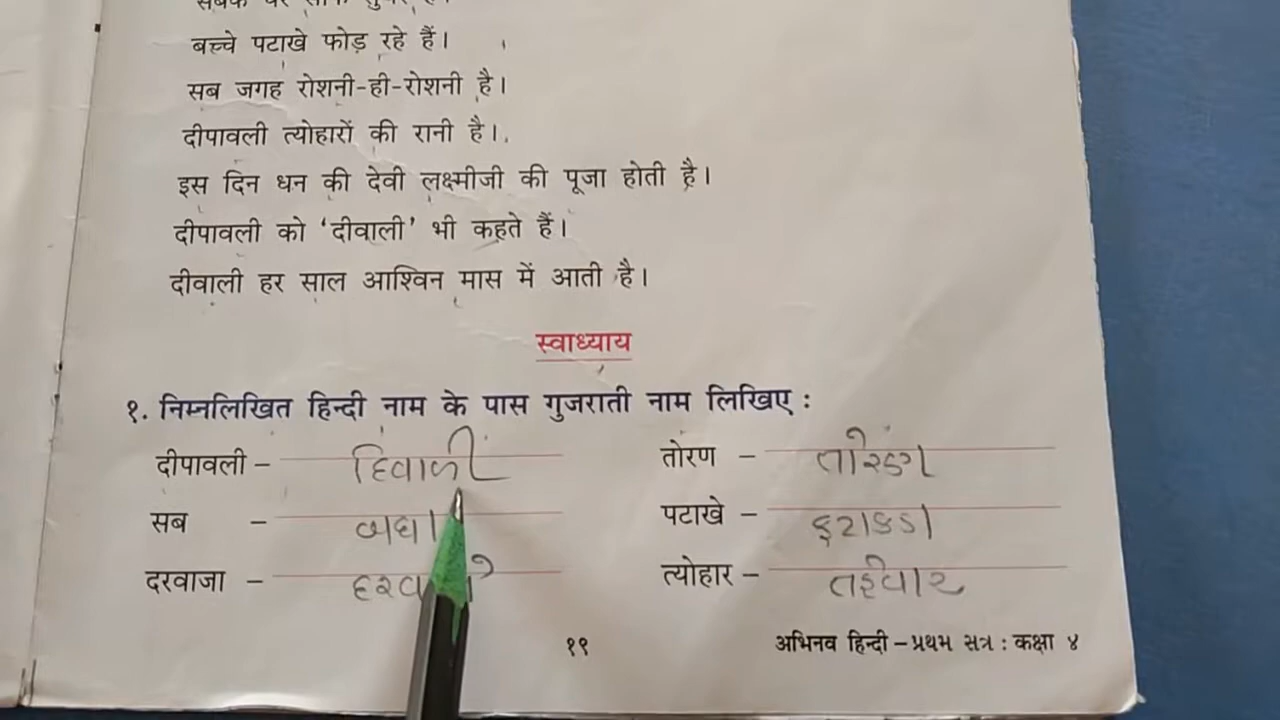 बच्चे पटाखे फोड़ रहे हैं।
सब जगह रोशनी-ही-रोशनी है।
दीपावली त्योहारों की रानी है।
इस दिन धन की देवी लक्ष्मीजी की पूजा होती है।
दीपावली को ‘दीवाली’ भी कहते हैं।
दीवाली हर साल आश्विन मास में आती है।
स्वाध्याय
१. निम्नलिखित हिन्दी नाम के पास गुजराती नाम लिखिए :
दीपावली – દિવાળી तोरण – તોરણ
सब – બધા पटाखे – ફટાકડા
दरवाजा – त्योहार – તહેવાર
१९ अभिनव हिन्दी – प्रथम सत्र : कक्षा ४